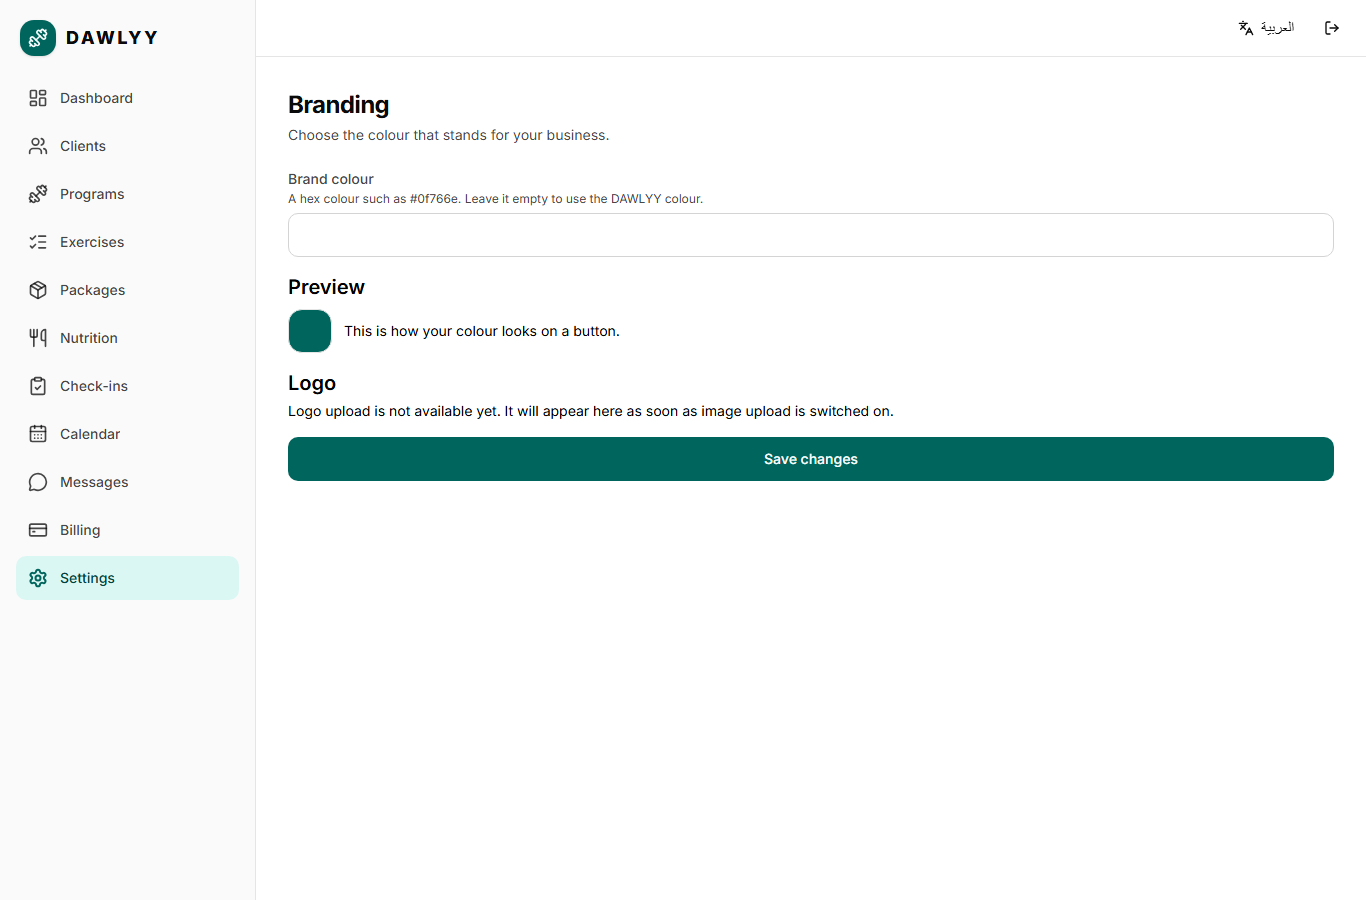 DAWLYY
العربية
Dashboard
Clients
Programs
Exercises
Packages
Nutrition
Check-ins
Calendar
Messages
Billing
Settings
Branding
Choose the colour that stands for your business.
Brand colour
A hex colour such as #0f766e. Leave it empty to use the DAWLYY colour.
Preview
This is how your colour looks on a button.
Logo
Logo upload is not available yet. It will appear here as soon as image upload is switched on.
Save changes